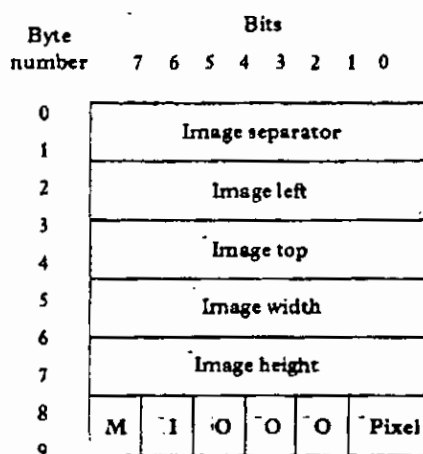 Bits
Byte number
7 6 5 4 3 2 1 0
0
Image separator
1
2
Image left
3
Image top
4
5
Image width
6
Image height
7
8
M I O O O Pixel
9